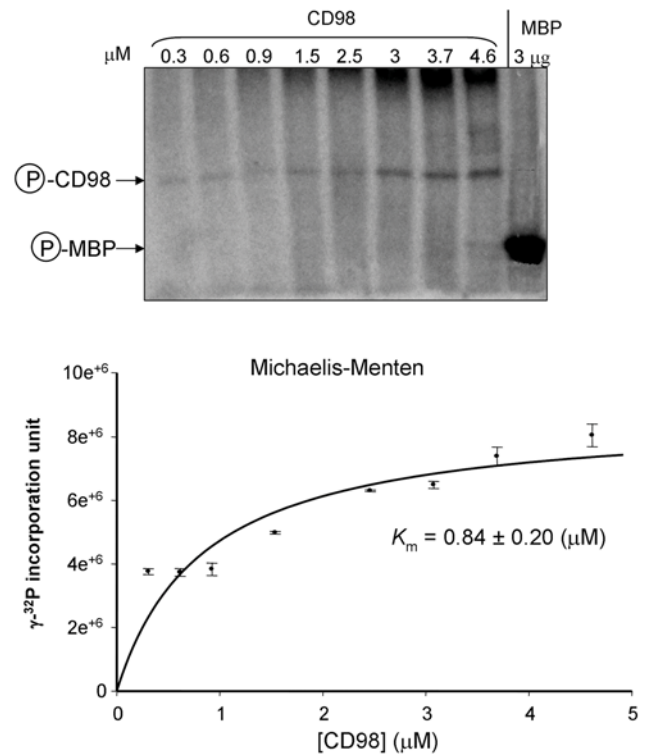 CD98 MBP
μM 0.3 0.6 0.9 1.5 2.5 3 3.7 4.6 3 μg
P-CD98
P-MBP
Michaelis-Menten
10e+6
8e+6
6e+6
4e+6
2e+6
0
γ-32P incorporation unit
Km = 0.84 ± 0.20 (μM)
0 1 2 3 4 5
[CD98] (μM)